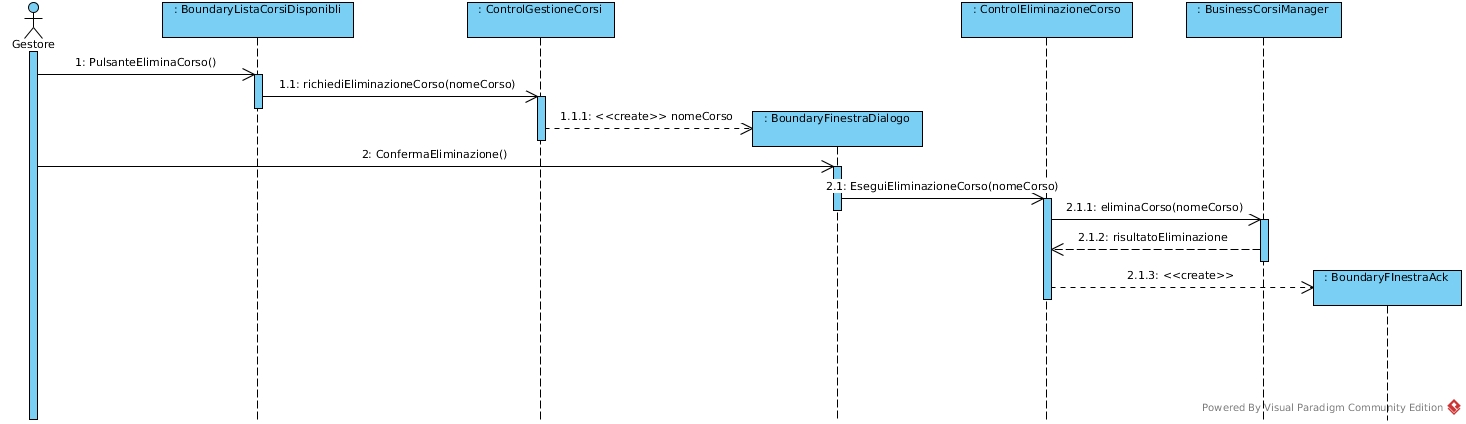 : BoundaryListaCorsiDisponibli
: ControlGestioneCorsi
: ControlEliminazioneCorso
: BusinessCorsiManager
Gestore
1: PulsanteEliminaCorso()
1.1: richiediEliminazioneCorso(nomeCorso)
1.1.1: <<create>> nomeCorso
: BoundaryFinestraDialogo
2: ConfermaEliminazione()
2.1: EseguiEliminazioneCorso(nomeCorso)
2.1.1: eliminaCorso(nomeCorso)
2.1.2: risultatoEliminazione
2.1.3: <<create>>
: BoundaryFInestraAck
Powered By Visual Paradigm Community Edition